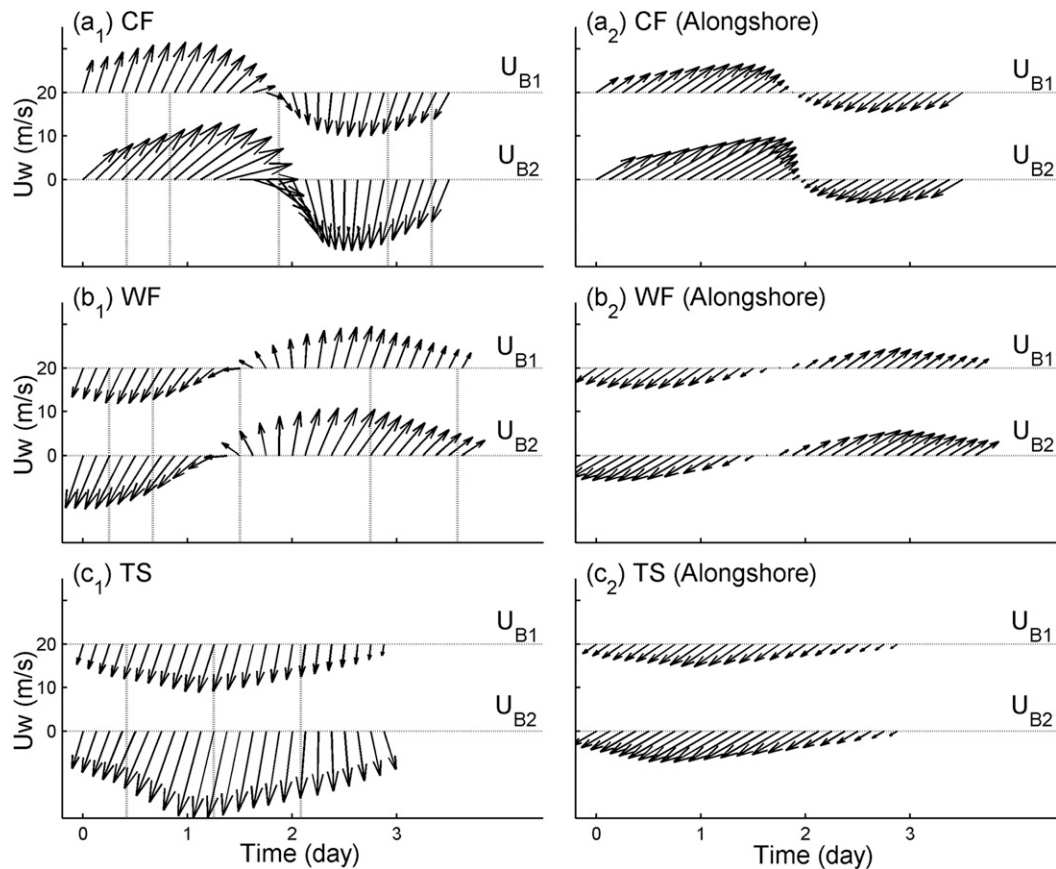 (a1) CF
UB1
20
10
UB2
0
Uw (m/s)
(a2) CF (Alongshore)
UB1
UB2
(b1) WF
UB1
20
10
UB2
0
Uw (m/s)
(b2) WF (Alongshore)
UB1
UB2
(c1) TS
UB1
20
10
UB2
0
Uw (m/s)
0 1 2 3
Time (day)
(c2) TS (Alongshore)
UB1
UB2
0 1 2 3
Time (day)